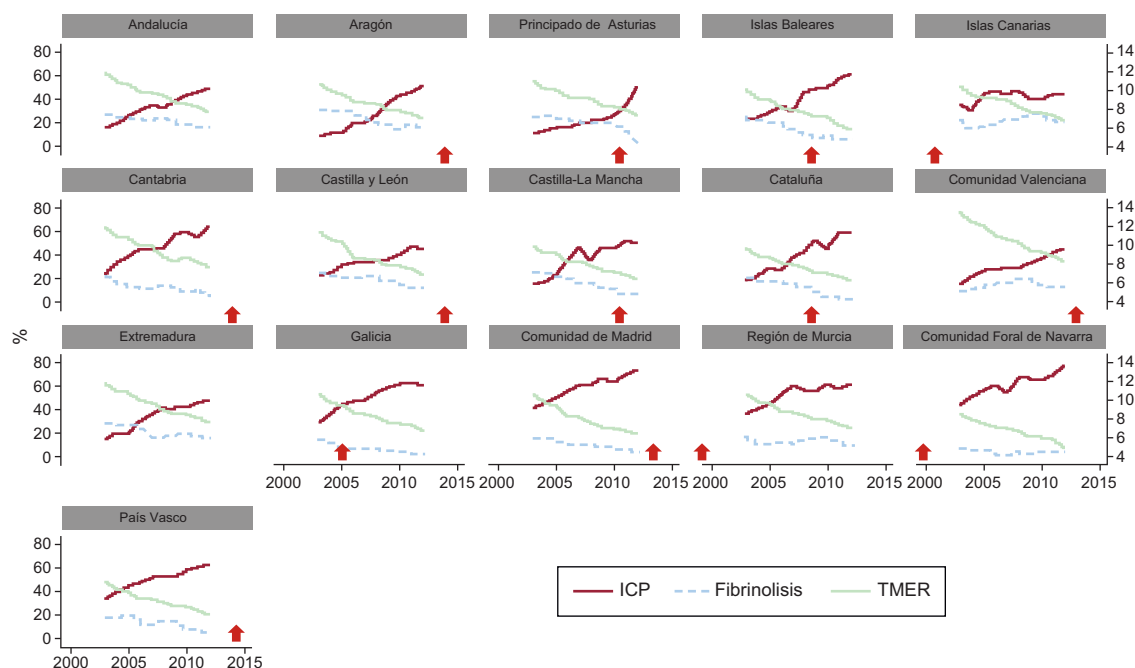 Andalucía
Aragón
Principado de Asturias
Islas Baleares
Islas Canarias
80
60
40
20
0
14
12
10
8
6
4
Cantabria
Castilla y León
Castilla-La Mancha
Cataluña
Comunidad Valenciana
80
60
40
20
0
14
12
10
8
6
4
%
Extremadura
Galicia
Comunidad de Madrid
Región de Murcia
Comunidad Foral de Navarra
80
60
40
20
0
14
12
10
8
6
4
2000 2005 2010 2015
2000 2005 2010 2015
2000 2005 2010 2015
2000 2005 2010 2015
País Vasco
80
60
40
20
0
2000 2005 2010 2015
ICP Fibrinolisis TMER